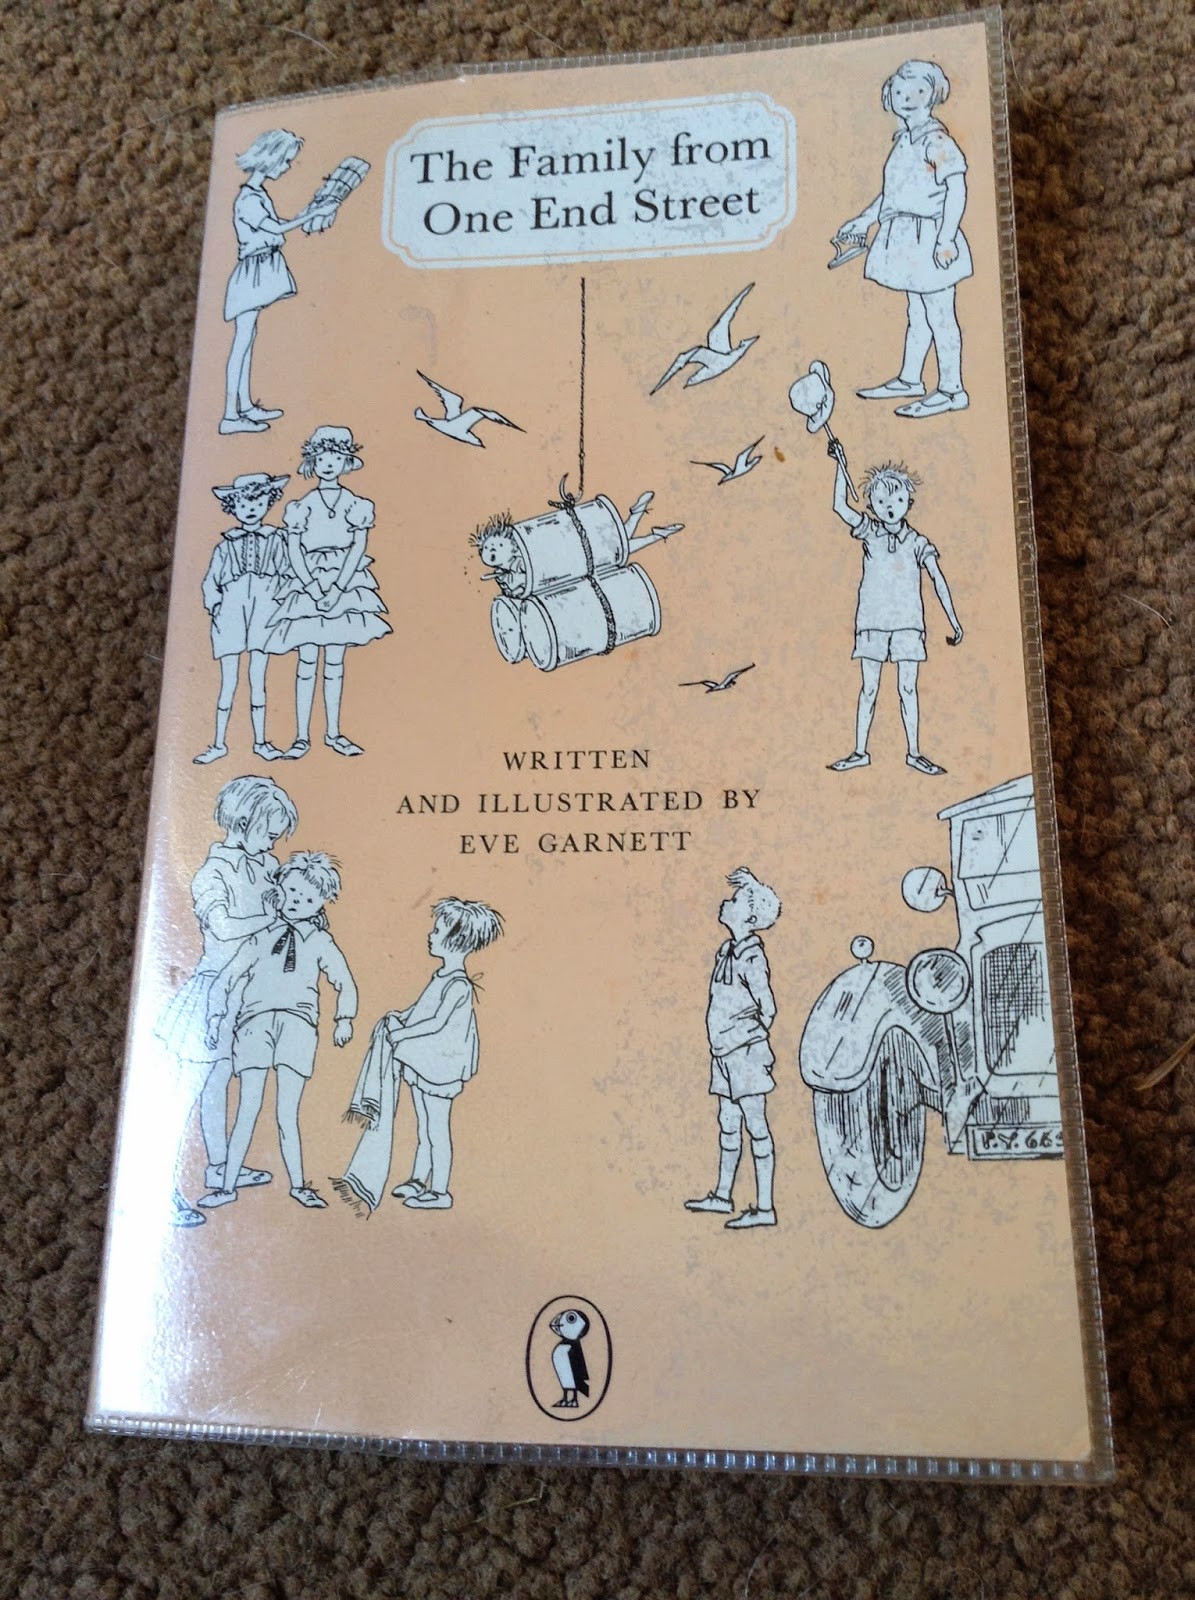 The Family from
One End Street
WRITTEN
AND ILLUSTRATED BY
EVE GARNETT